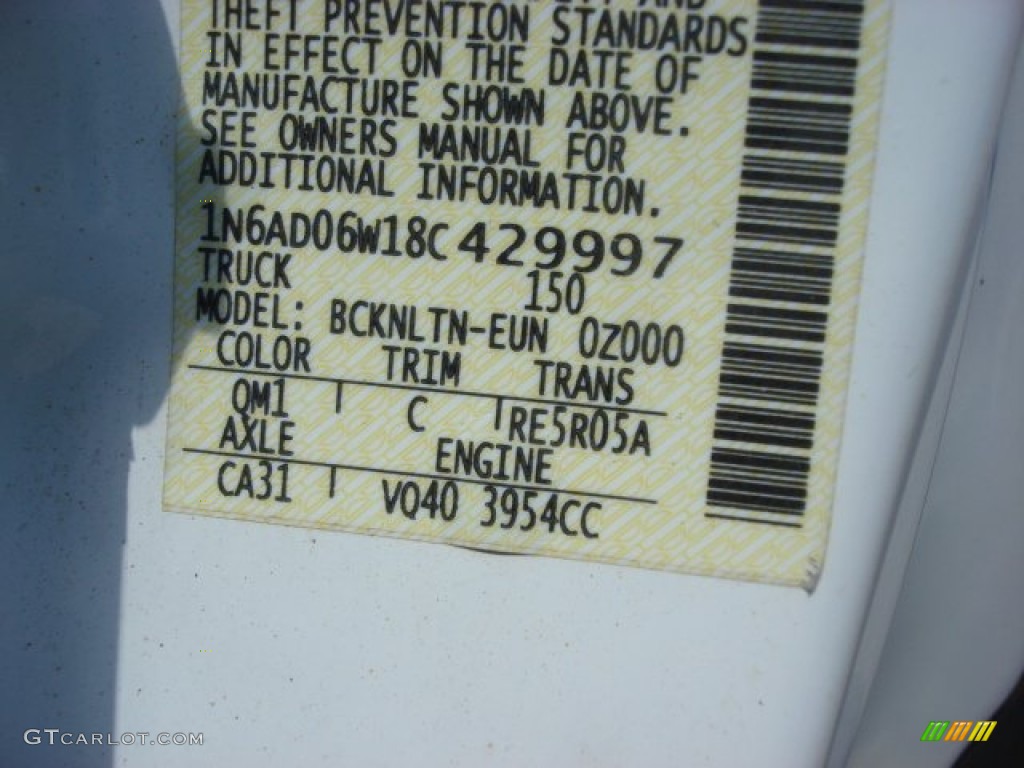 THEFT PREVENTION STANDARDS
IN EFFECT ON THE DATE OF
MANUFACTURE SHOWN ABOVE.
SEE OWNERS MANUAL FOR
ADDITIONAL INFORMATION.
1N6AD06W18C429997
TRUCK 150
MODEL: BCKNLTN-EUN 0Z000
COLOR TRIM TRANS
QM1 C RE5R05A
AXLE ENGINE
CA31 VQ40 3954CC
GTCARLOT.COM